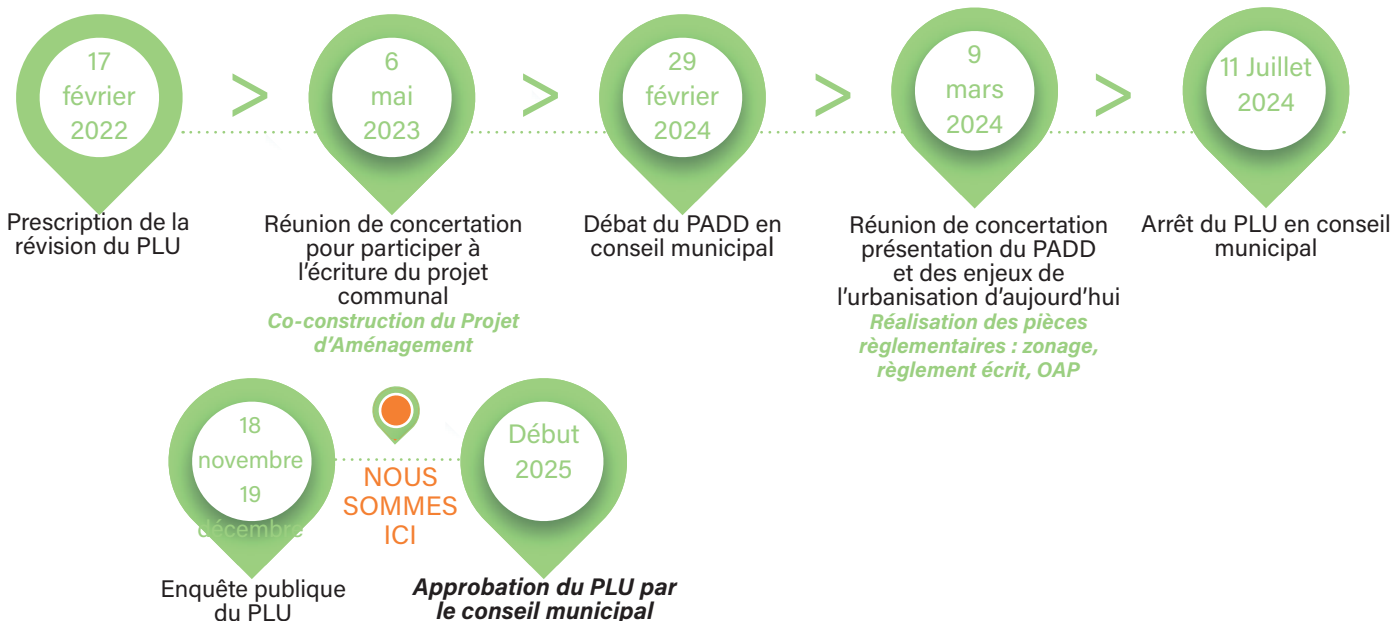 17
février
2022
>
6
mai
2023
>
29
février
2024
>
9
mars
2024
>
11 Juillet
2024
Prescription de la
révision du PLU
Réunion de concertation
pour participer à
l'écriture du projet
communal
Co-construction du Projet
d'Aménagement
Débat du PADD en
conseil municipal
Réunion de concertation
présentation du PADD
et des enjeux de
l'urbanisation d'aujourd'hui
Réalisation des pièces
règlementaires : zonage,
règlement écrit, OAP
Arrêt du PLU en conseil
municipal
18
novembre
19
décembre
Enquête publique
du PLU
NOUS
SOMMES
ICI
Début
2025
Approbation du PLU par
le conseil municipal